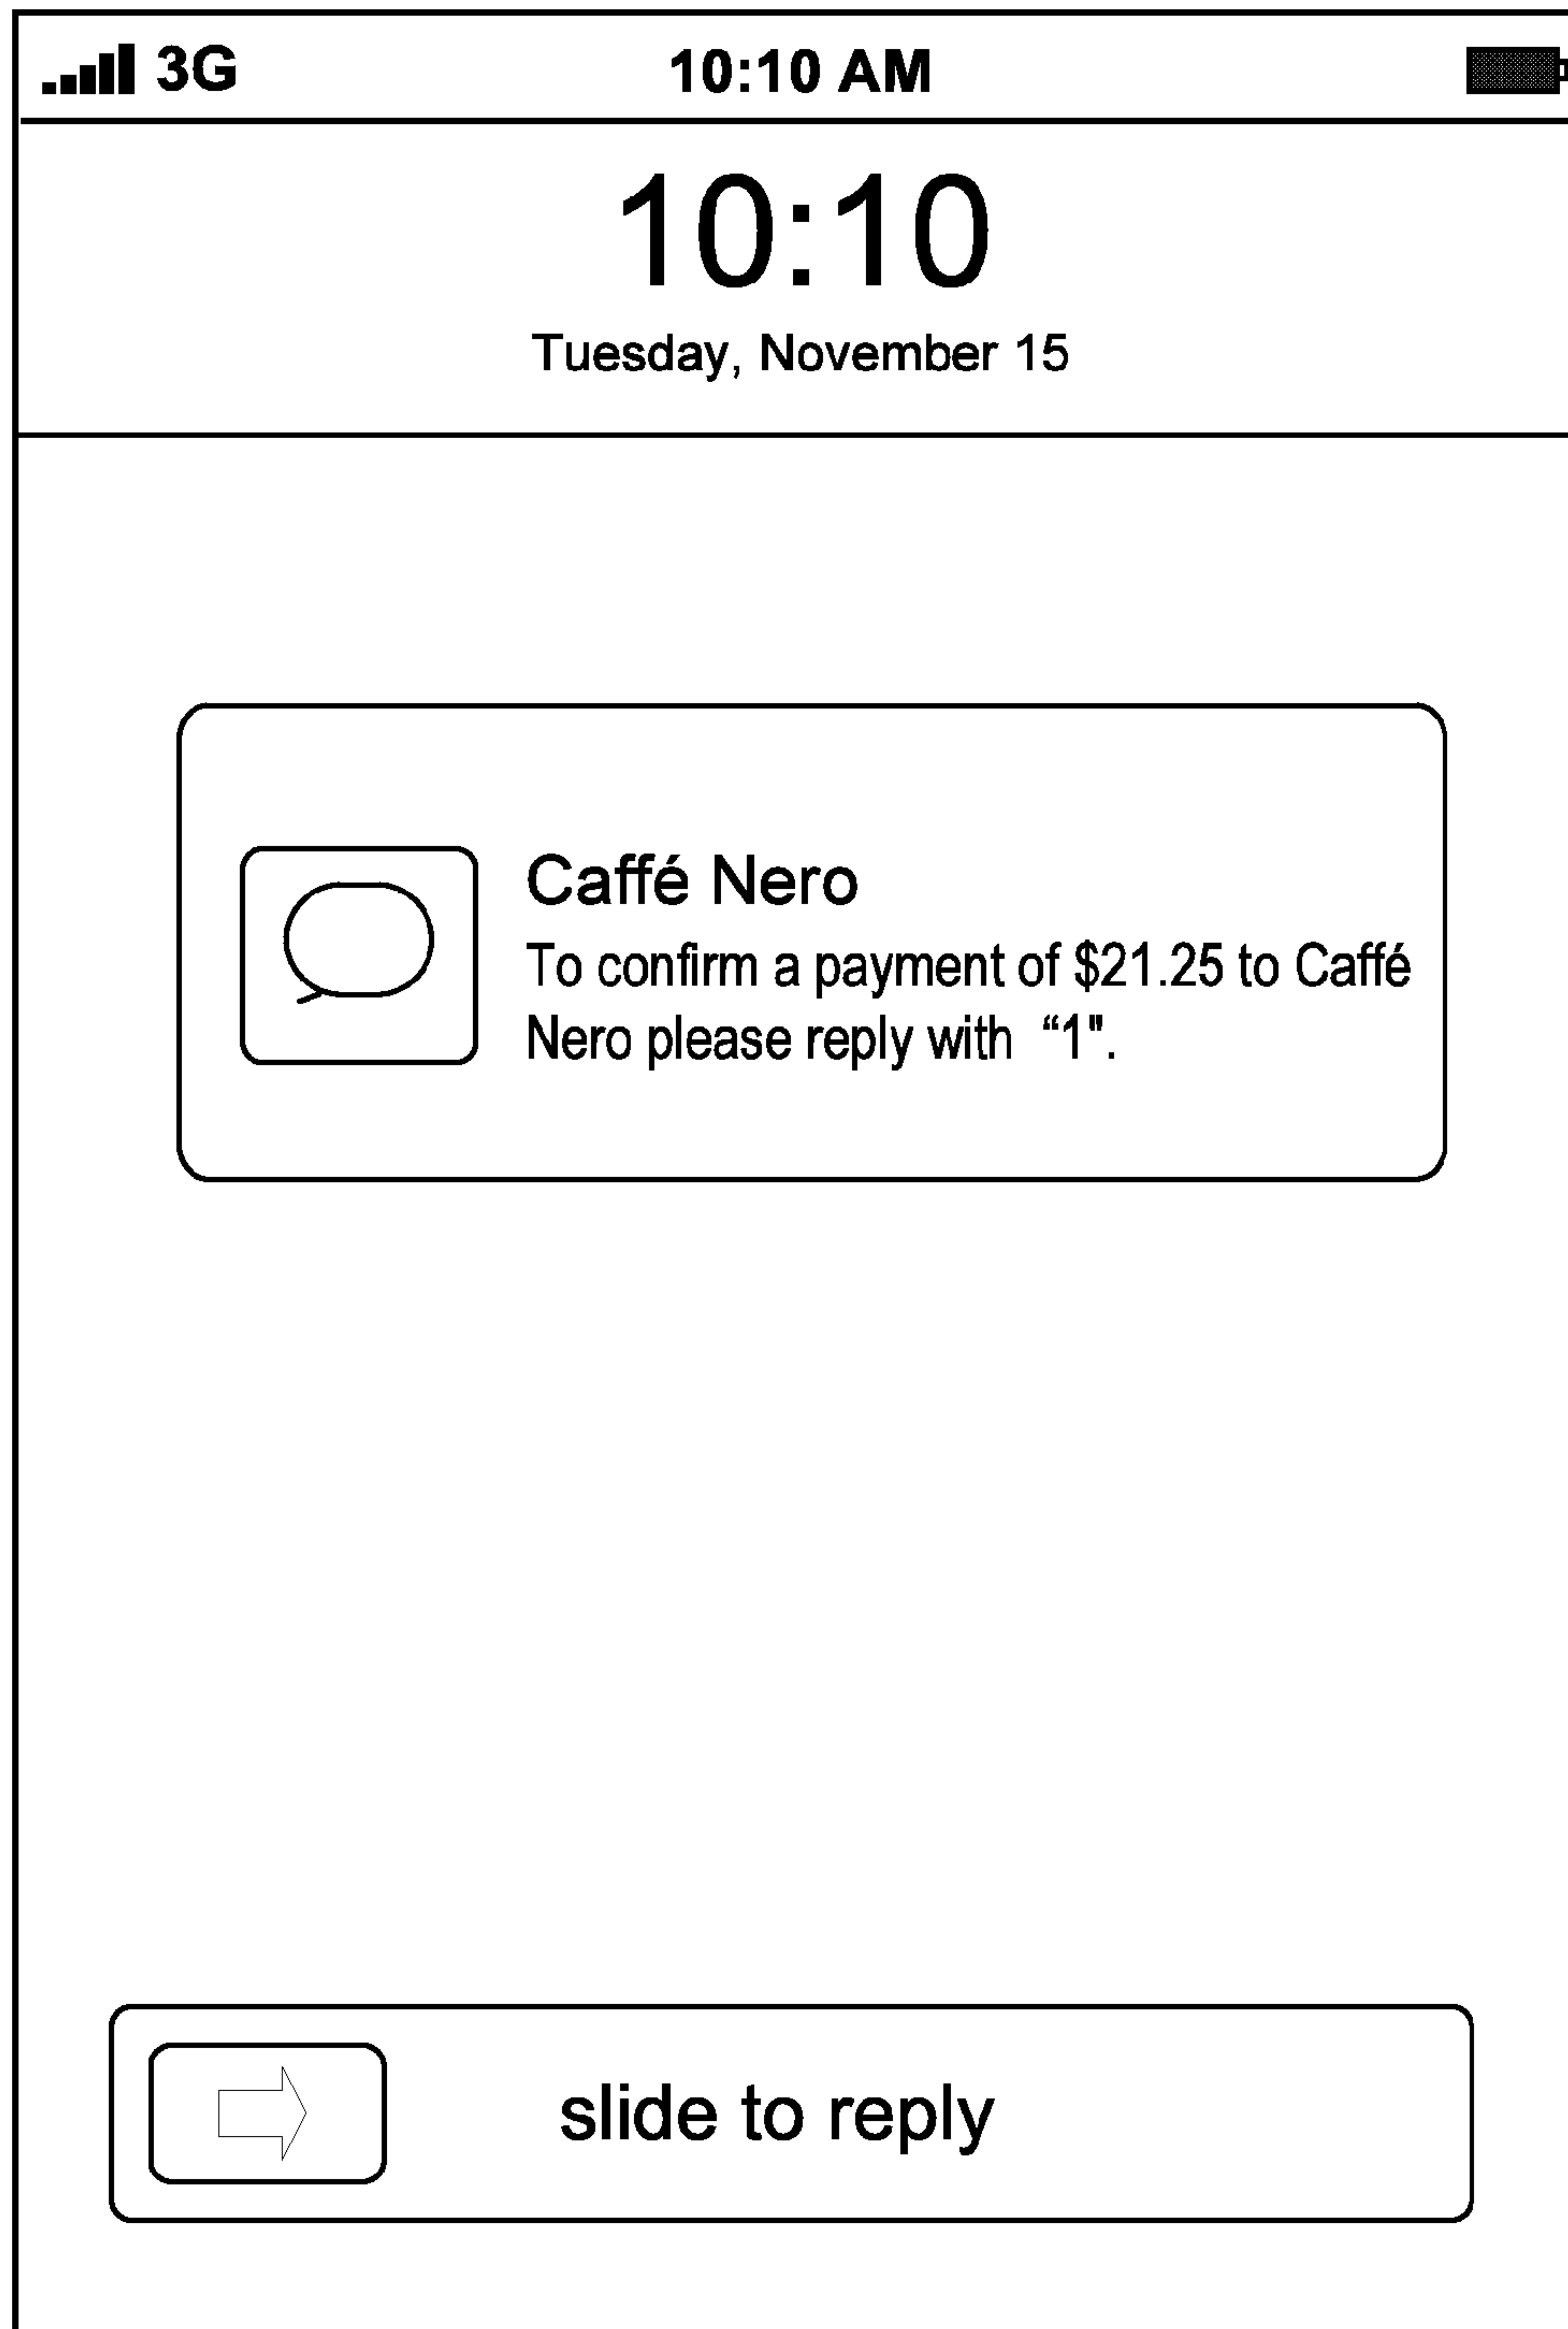 3G 10:10 AM
10:10
Tuesday, November 15
Caffé Nero
To confirm a payment of $21.25 to Caffé
Nero please reply with “1".
slide to reply